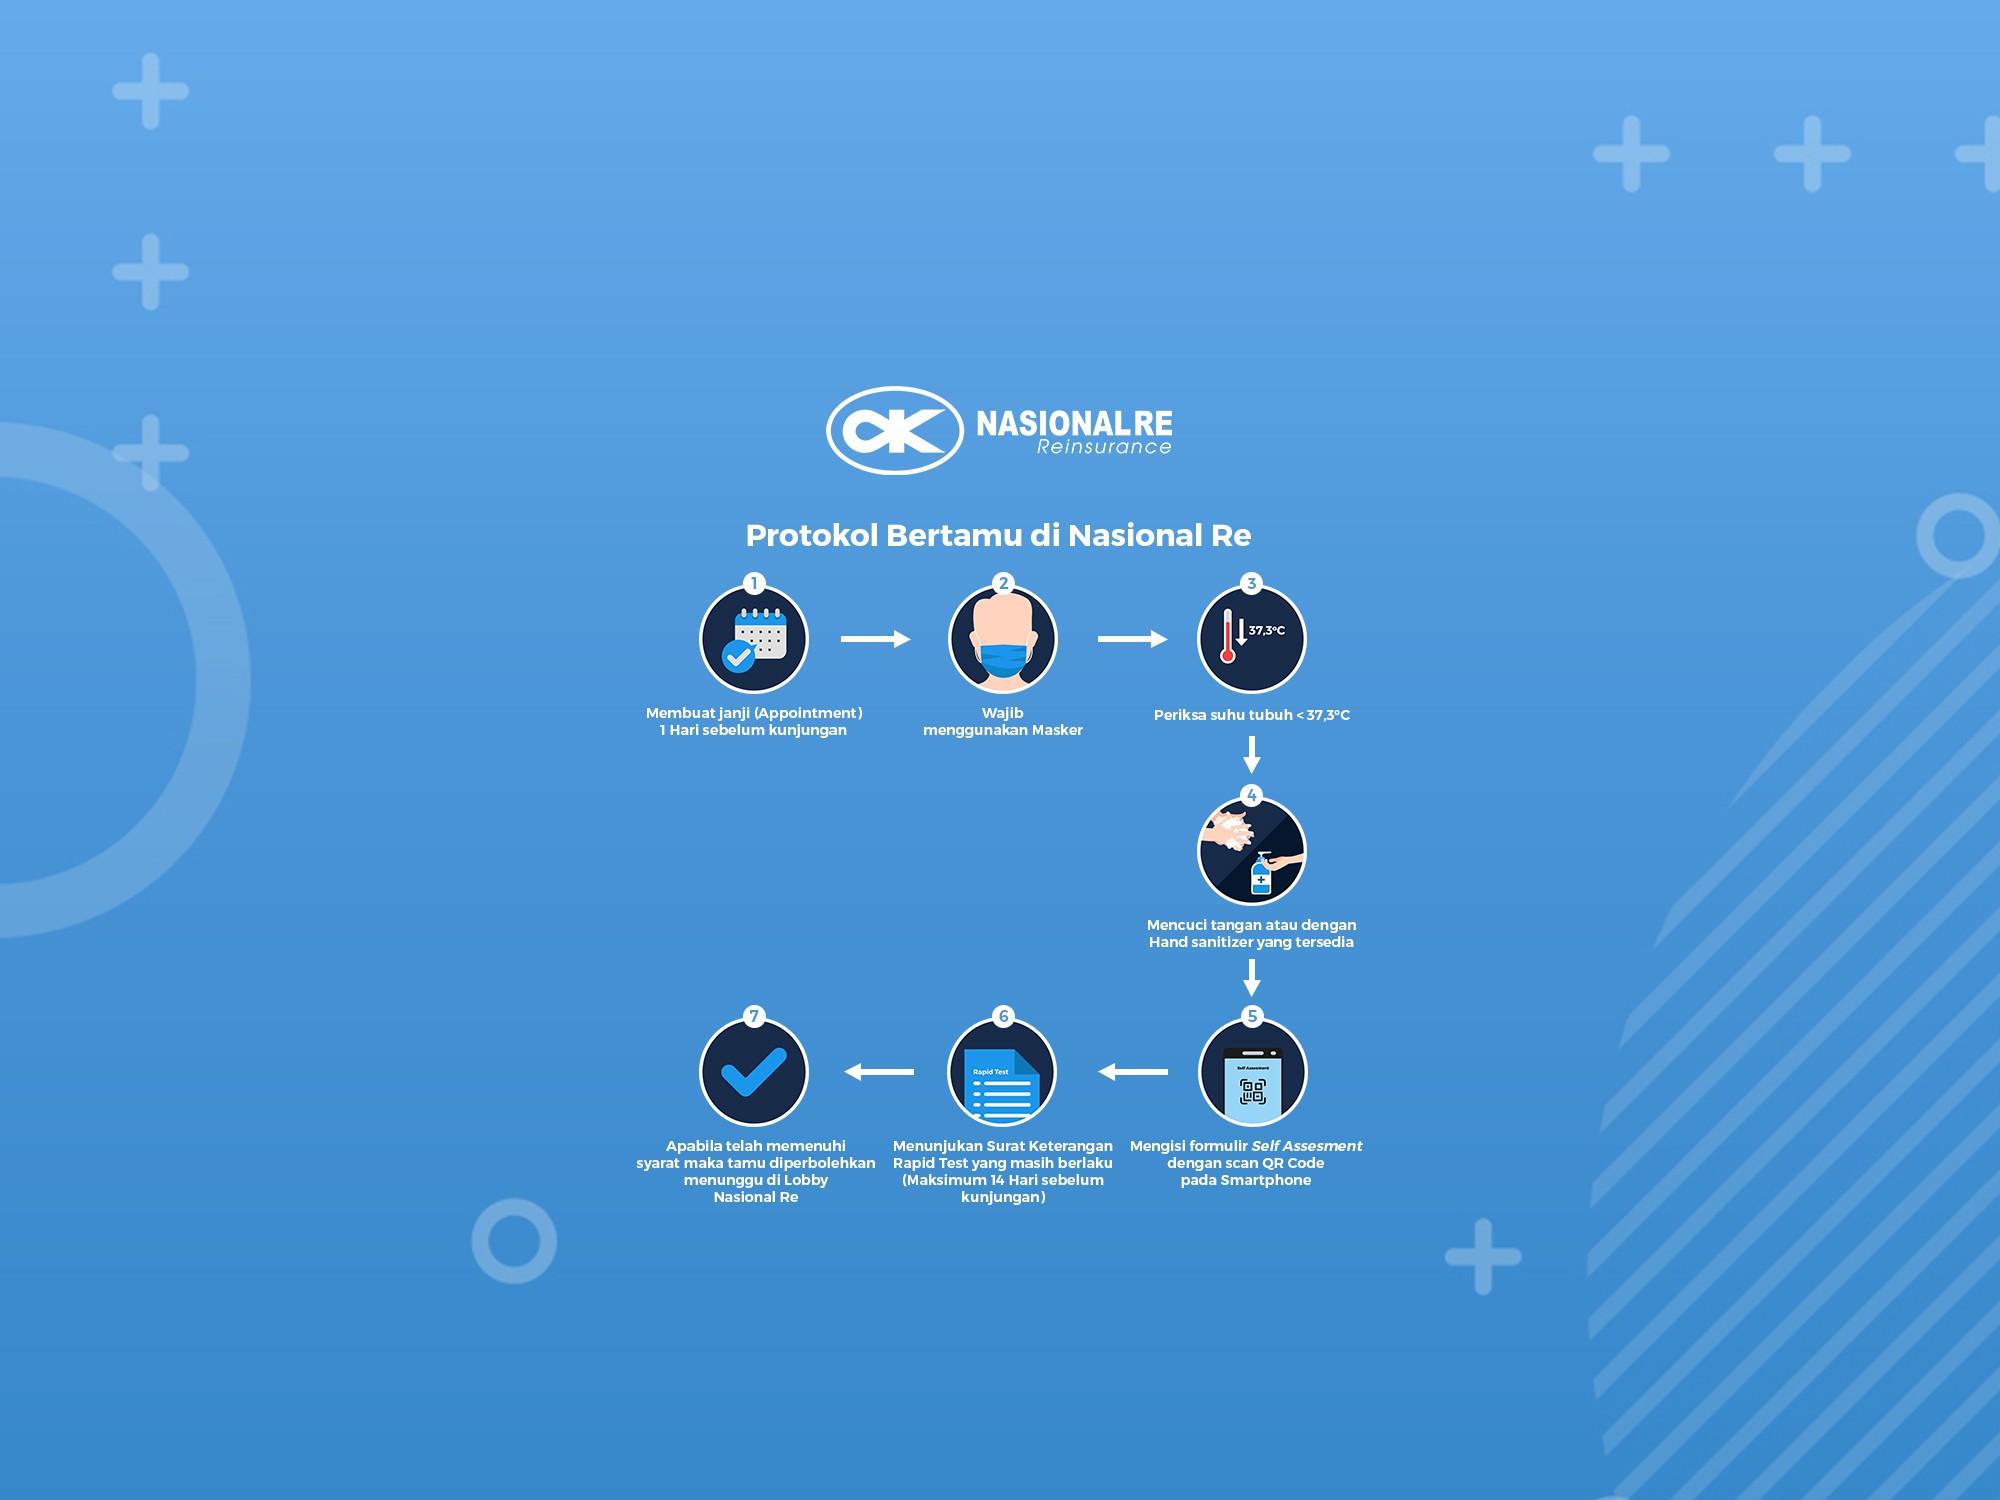 NASIONALRE
Reinsurance
Protokol Bertamu di Nasional Re
1
Membuat janji (Appointment)
1 Hari sebelum kunjungan
2
Wajib
menggunakan Masker
3
37,3°C
Periksa suhu tubuh < 37,3°C
4
Mencuci tangan atau dengan
Hand sanitizer yang tersedia
5
Self Assesment
Mengisi formulir Self Assesment
dengan scan QR Code
pada Smartphone
6
Rapid Test
Menunjukan Surat Keterangan
Rapid Test yang masih berlaku
(Maksimum 14 Hari sebelum
kunjungan)
7
Apabila telah memenuhi
syarat maka tamu diperbolehkan
menunggu di Lobby
Nasional Re